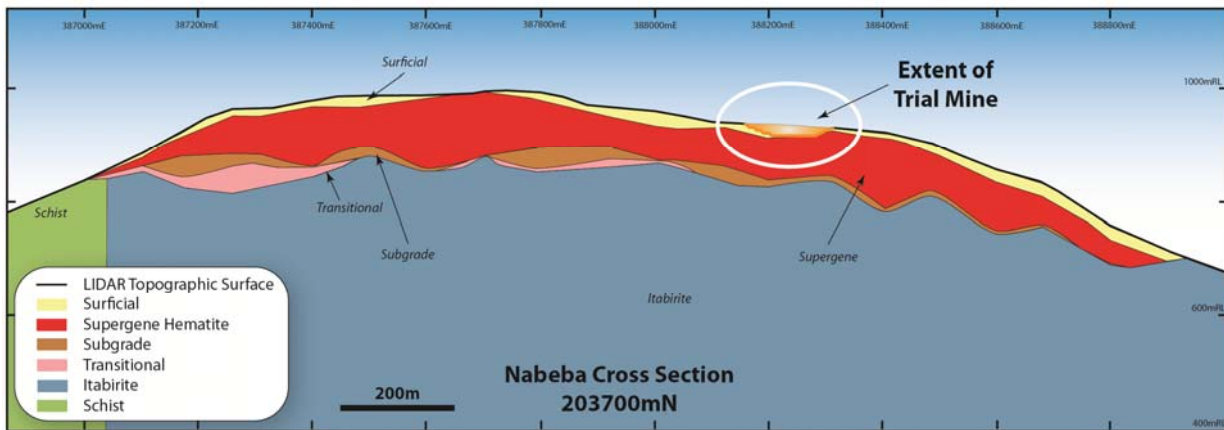 387000mE 387200mE 387400mE 387600mE 387800mE 388000mE 388200mE 388400mE 388600mE 388800mE
Surficial
Extent of
Trial Mine
1000mRL
Schist
Transitional
Subgrade
Supergene
Itabirite
LIDAR Topographic Surface
Surficial
Supergene Hematite
Subgrade
Transitional
Itabirite
Schist
600mRL
200m
Nabeba Cross Section
203700mN
400mRL